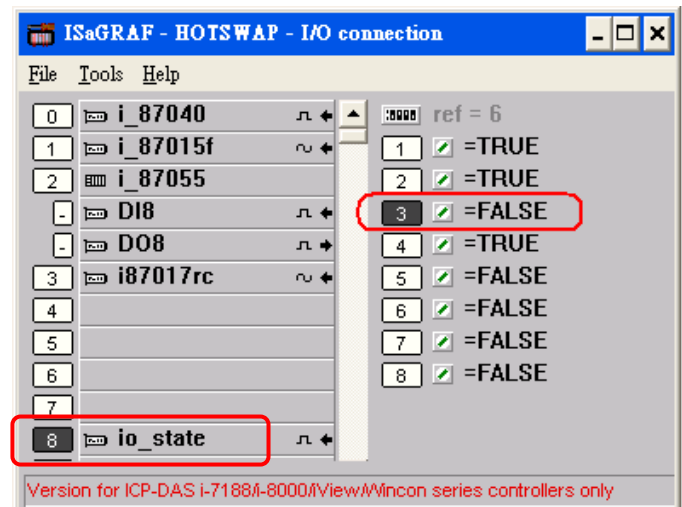 ISaGRAF - HOTSWAP - I/O connection
File Tools Help
0 i_87040
1 i_87015f
2 i_87055
- DI8
- DO8
3 i87017rc
4
5
6
7
8 io_state
ref = 6
1 =TRUE
2 =TRUE
3 =FALSE
4 =TRUE
5 =FALSE
6 =FALSE
7 =FALSE
8 =FALSE
Version for ICP-DAS i-7188/i-8000/iView/Wincon series controllers only